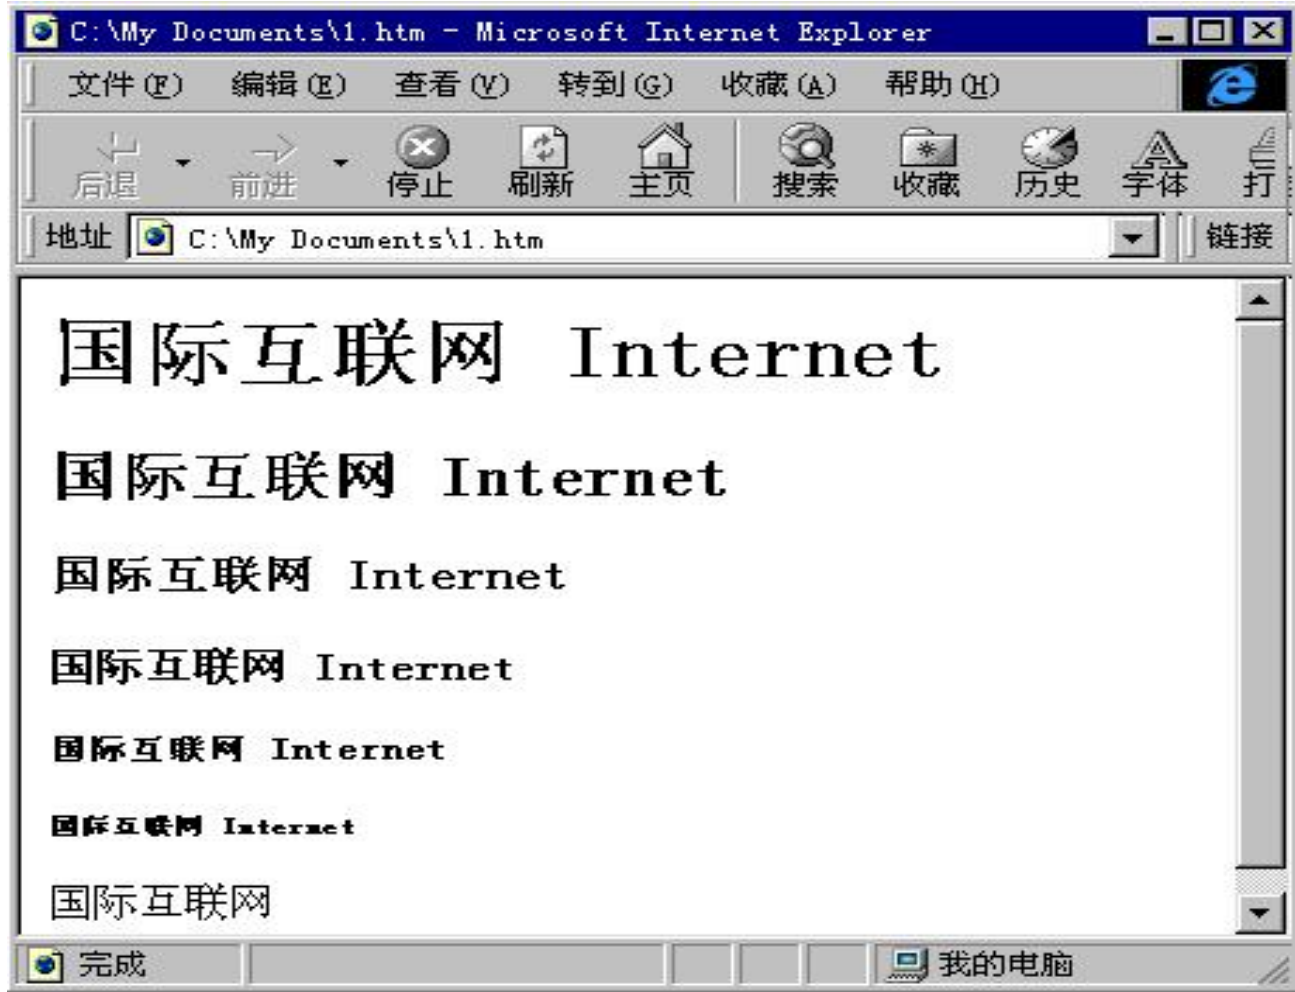 C:\My Documents\1.htm - Microsoft Internet Explorer
文件(F) 编辑(E) 查看(V) 转到(G) 收藏(A) 帮助(H)
后退 前进 停止 刷新 主页 搜索 收藏 历史 字体 打
地址 C:\My Documents\1.htm 链接
国际互联网 Internet
国际互联网 Internet
国际互联网 Internet
国际互联网 Internet
国际互联网 Internet
国际互联网 Internet
国际互联网
完成 我的电脑